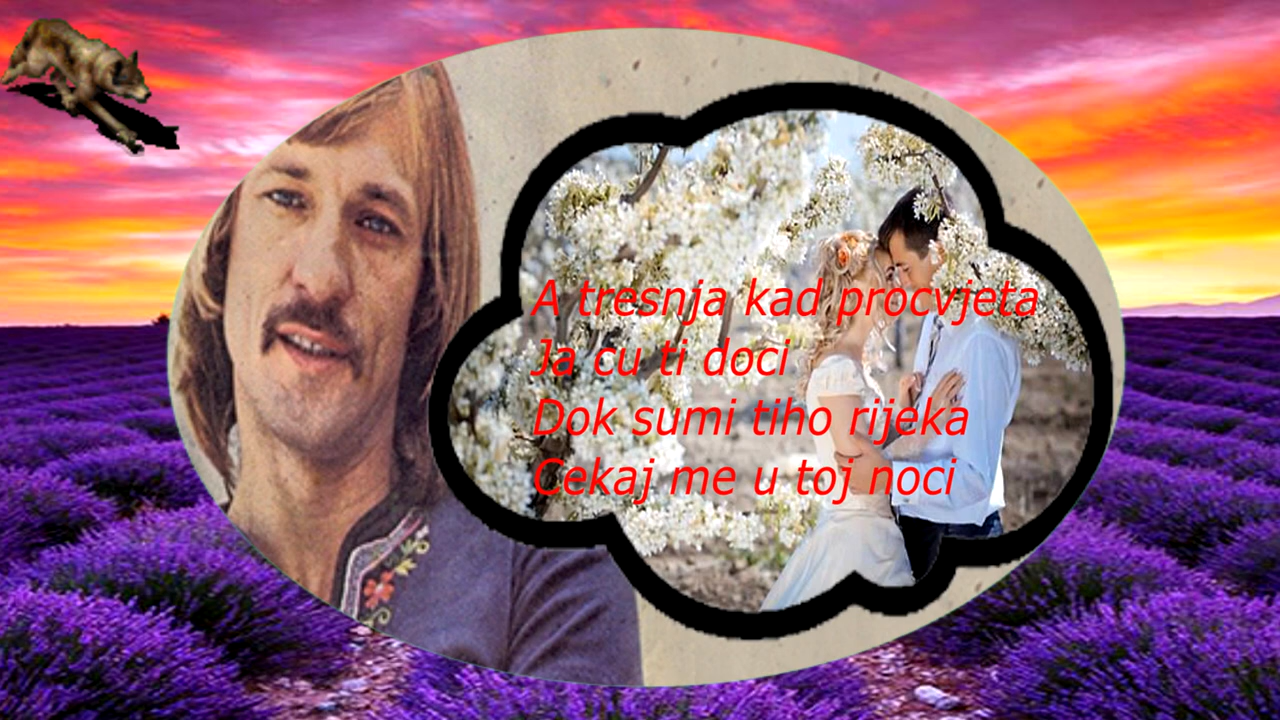 A tresnja kad procvjeta
Ja cu ti doci
Dok sumi tiho rijeka
Cekaj me u toj noci